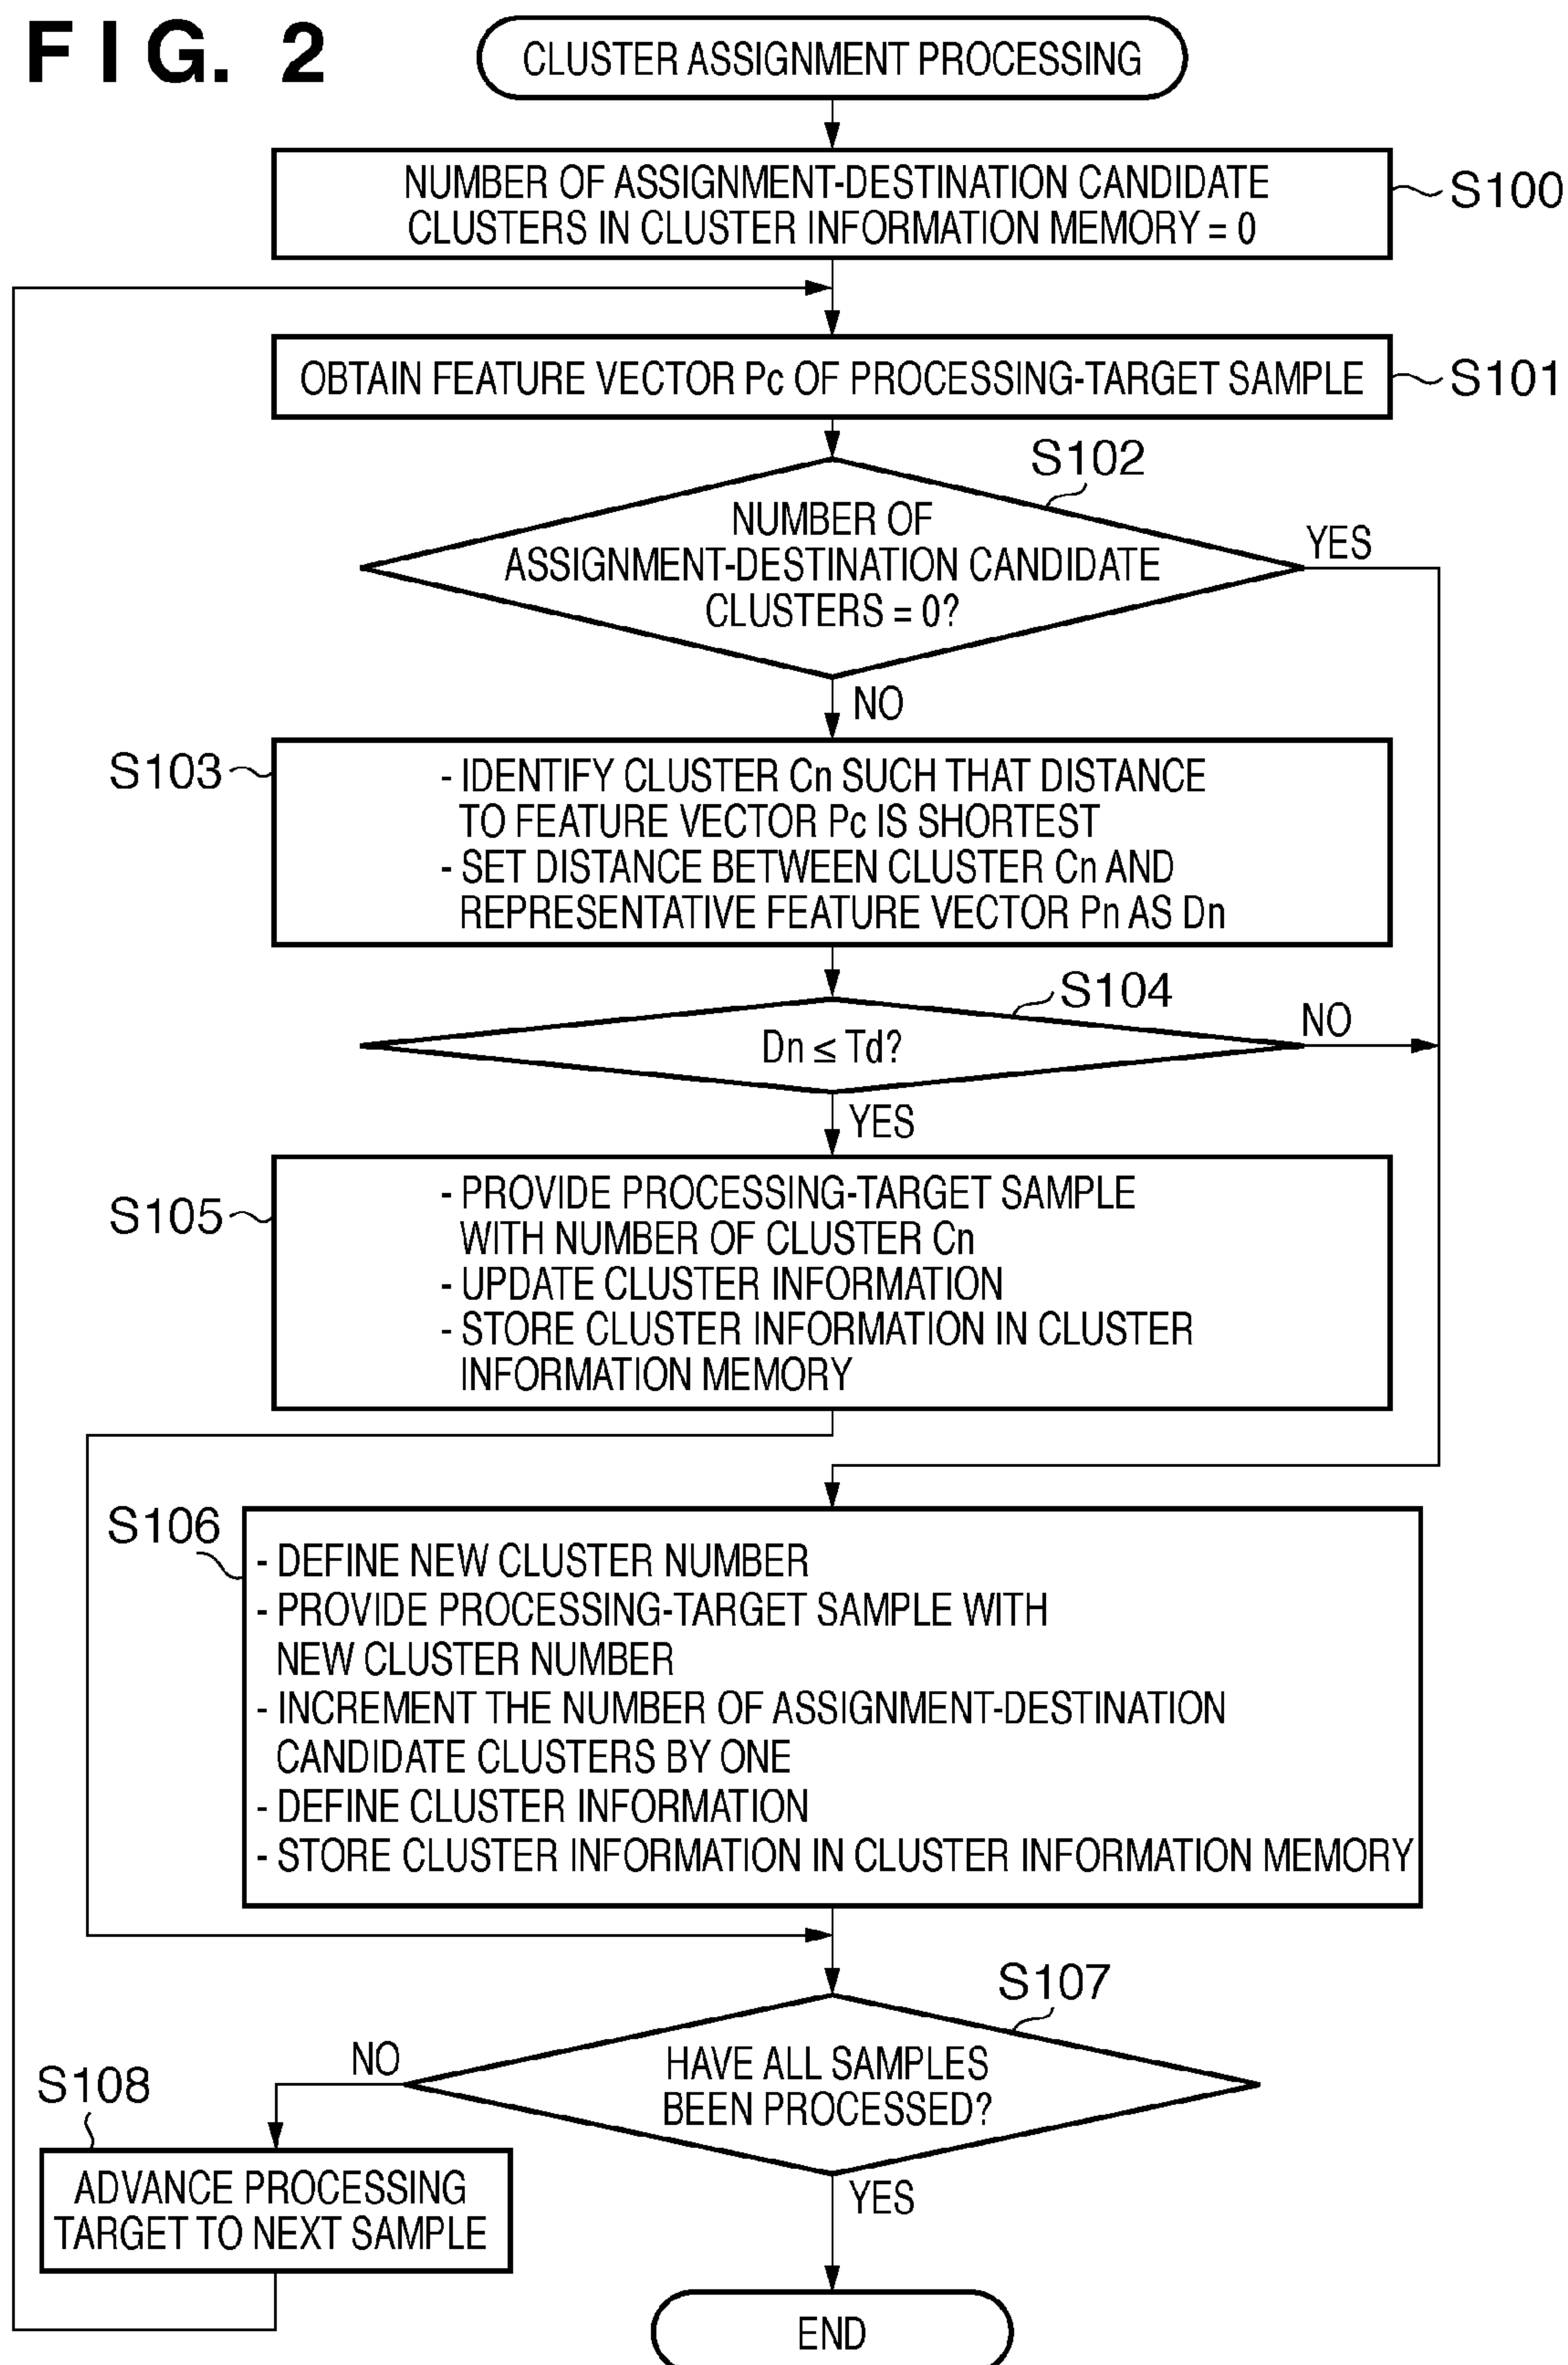 FIG. 2
CLUSTER ASSIGNMENT PROCESSING
NUMBER OF ASSIGNMENT-DESTINATION CANDIDATE
CLUSTERS IN CLUSTER INFORMATION MEMORY = 0
S100
OBTAIN FEATURE VECTOR Pc OF PROCESSING-TARGET SAMPLE
S101
S102
NUMBER OF
ASSIGNMENT-DESTINATION CANDIDATE
CLUSTERS = 0?
YES
NO
S103
- IDENTIFY CLUSTER Cn SUCH THAT DISTANCE
TO FEATURE VECTOR Pc IS SHORTEST
- SET DISTANCE BETWEEN CLUSTER Cn AND
REPRESENTATIVE FEATURE VECTOR Pn AS Dn
S104
Dn ≤ Td?
NO
YES
S105
- PROVIDE PROCESSING-TARGET SAMPLE
WITH NUMBER OF CLUSTER Cn
- UPDATE CLUSTER INFORMATION
- STORE CLUSTER INFORMATION IN CLUSTER
INFORMATION MEMORY
S106
- DEFINE NEW CLUSTER NUMBER
- PROVIDE PROCESSING-TARGET SAMPLE WITH
NEW CLUSTER NUMBER
- INCREMENT THE NUMBER OF ASSIGNMENT-DESTINATION
CANDIDATE CLUSTERS BY ONE
- DEFINE CLUSTER INFORMATION
- STORE CLUSTER INFORMATION IN CLUSTER INFORMATION MEMORY
S107
HAVE ALL SAMPLES
BEEN PROCESSED?
NO
S108
ADVANCE PROCESSING
TARGET TO NEXT SAMPLE
YES
END